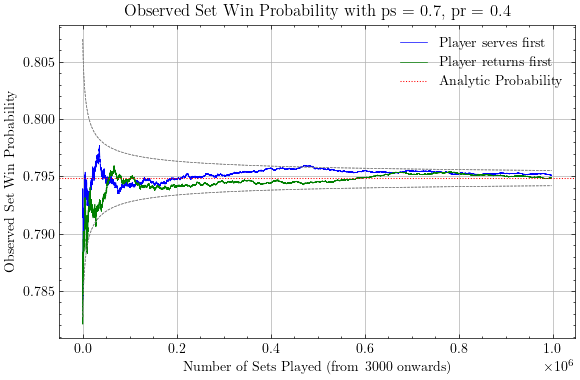 Observed Set Win Probability with ps = 0.7, pr = 0.4
Observed Set Win Probability
0.805
0.800
0.795
0.790
0.785
Player serves first
Player returns first
Analytic Probability
0.0 0.2 0.4 0.6 0.8 1.0
×10⁶
Number of Sets Played (from 3000 onwards)